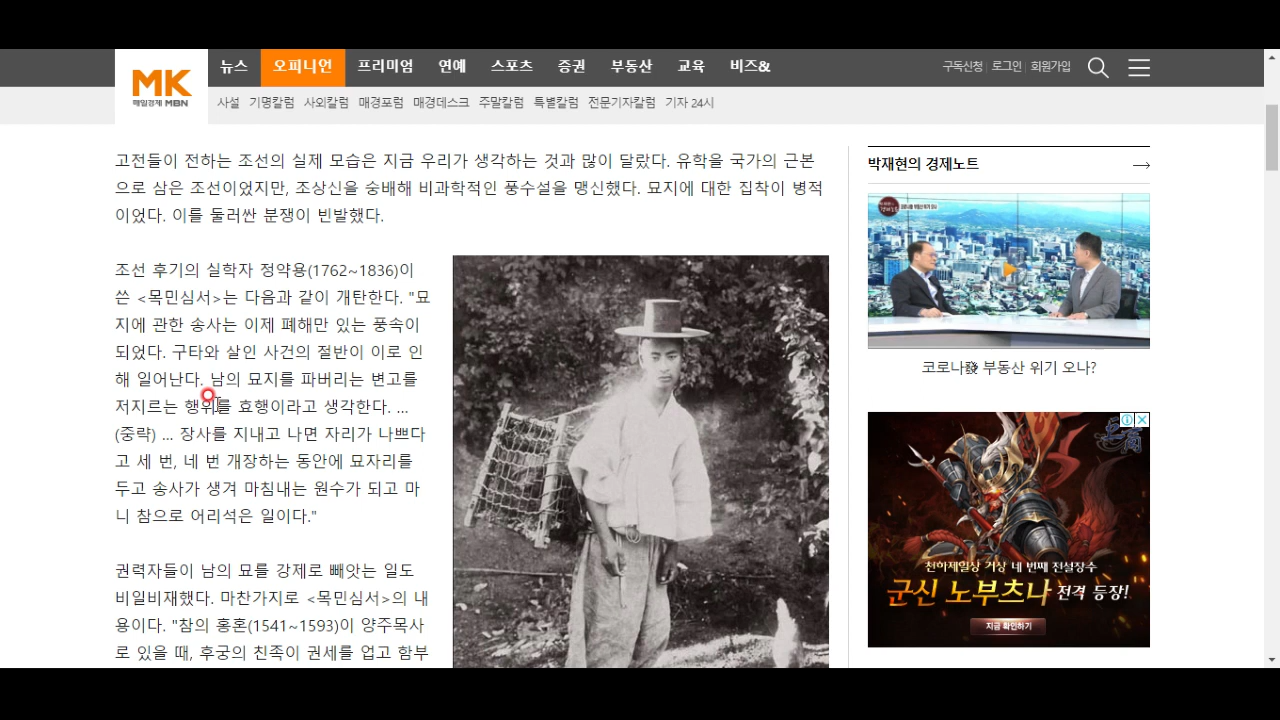 MK
매일경제 MBN
뉴스 오피니언 프리미엄 연예 스포츠 증권 부동산 교육 비즈&
구독신청 로그인 회원가입
사설 기명칼럼 사외칼럼 매경포럼 매경데스크 주말칼럼 특별칼럼 전문기자칼럼 기자 24시
고전들이 전하는 조선의 실제 모습은 지금 우리가 생각하는 것과 많이 달랐다. 유학을 국가의 근본
으로 삼은 조선이었지만, 조상신을 숭배해 비과학적인 풍수설을 맹신했다. 묘지에 대한 집착이 병적
이었다. 이를 둘러싼 분쟁이 빈발했다.
조선 후기의 실학자 정약용(1762~1836)이
쓴 <목민심서>는 다음과 같이 개탄한다. "묘
지에 관한 송사는 이제 폐해만 있는 풍속이
되었다. 구타와 살인 사건의 절반이 이로 인
해 일어난다. 남의 묘지를 파버리는 변고를
저지르는 행위를 효행이라고 생각한다. ...
(중략) ... 장사를 지내고 나면 자리가 나쁘다
고 세 번, 네 번 개장하는 동안에 묘자리를
두고 송사가 생겨 마침내는 원수가 되고 마
니 참으로 어리석은 일이다."
권력자들이 남의 묘를 강제로 빼앗는 일도
비일비재했다. 마찬가지로 <목민심서>의 내
용이다. "참의 홍혼(1541~1593)이 양주목사
로 있을 때, 후궁의 친족이 권세를 업고 함부
박재현의 경제노트
코로나發 부동산 위기 오나?
巨商
천하제일상 거상 네 번째 전설장수
군신 노부츠나 전격 등장!
지금 확인하기